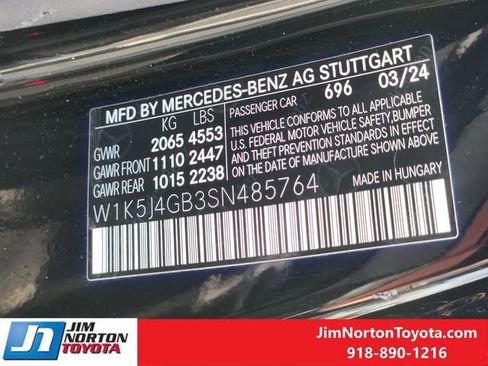 MFD BY MERCEDES-BENZ AG STUTTGART
KG LBS PASSENGER CAR 696 03/24
GVWR 2065 4553
GAWR FRONT 1110 2447
GAWR REAR 1015 2238
THIS VEHICLE CONFORMS TO ALL APPLICABLE
U.S. FEDERAL MOTOR VEHICLE SAFETY,BUMPER
AND THEFT PREVENTION STANDARDS IN EFFECT
ON THE DATE OF MANUFACTURE SHOWN ABOVE
W1K5J4GB3SN485764
MADE IN HUNGARY
JIM
NORTON
TOYOTA
JimNortonToyota.com
918-890-1216